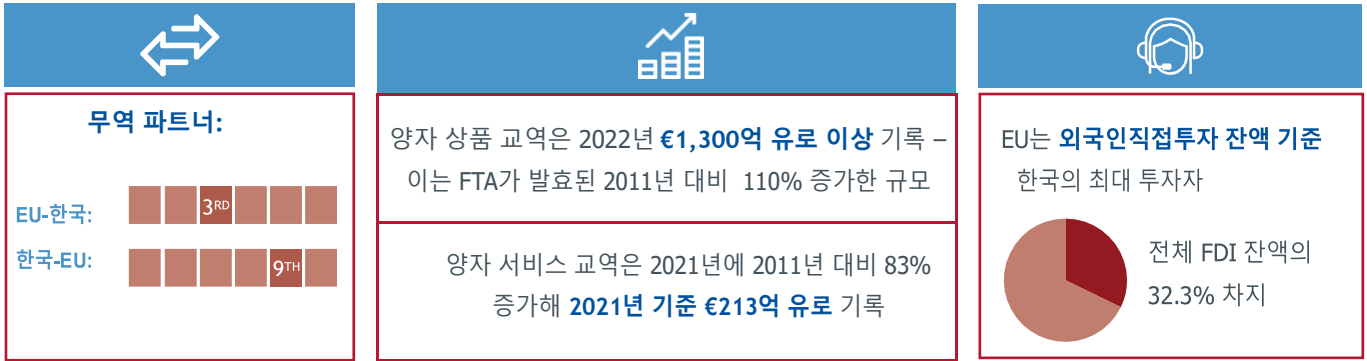 무역 파트너:
EU-한국:
3RD
한국-EU:
9TH
양자 상품 교역은 2022년 €1,300억 유로 이상 기록 –
이는 FTA가 발효된 2011년 대비 110% 증가한 규모
양자 서비스 교역은 2021년에 2011년 대비 83%
증가해 2021년 기준 €213억 유로 기록
EU는 외국인직접투자 잔액 기준
한국의 최대 투자자
전체 FDI 잔액의
32.3% 차지